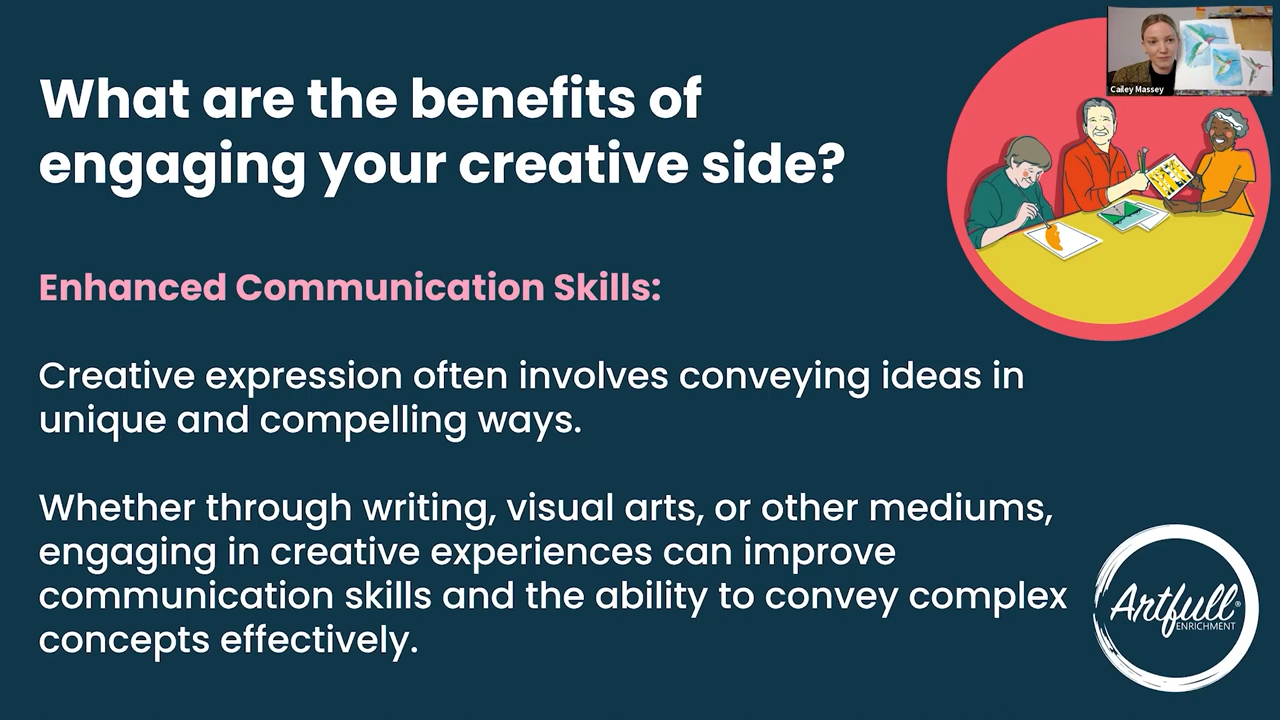 What are the benefits of
engaging your creative side?
Cailey Massey
Enhanced Communication Skills:
Creative expression often involves conveying ideas in
unique and compelling ways.
Whether through writing, visual arts, or other mediums,
engaging in creative experiences can improve
communication skills and the ability to convey complex
concepts effectively.
Artfull®
ENRICHMENT